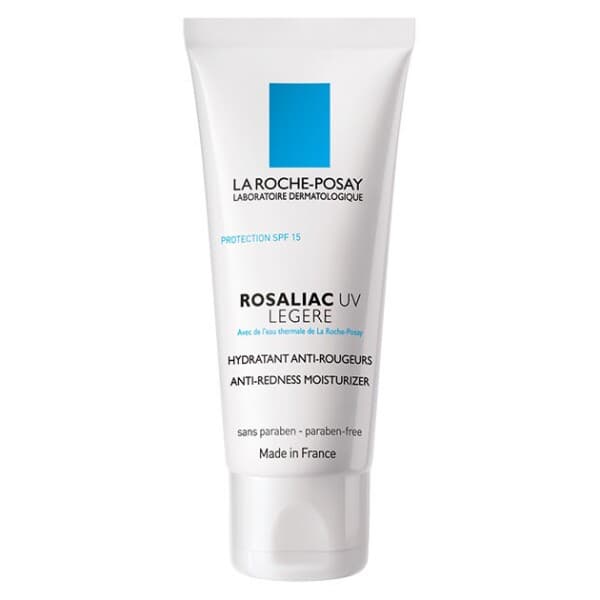 LA ROCHE-POSAY
LABORATOIRE DERMATOLOGIQUE
PROTECTION SPF 15
ROSALIAC UV
LEGERE
Avec de l'eau thermale de La Roche-Posay
HYDRATANT ANTI-ROUGEURS
ANTI-REDNESS MOISTURIZER
sans paraben - paraben-free
Made in France